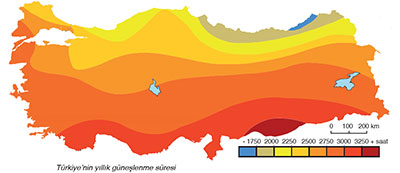 0 100 200 km
- 1750 2000 2250 2500 2750 3000 3250 + saat
Türkiye'nin yıllık güneşlenme süresi